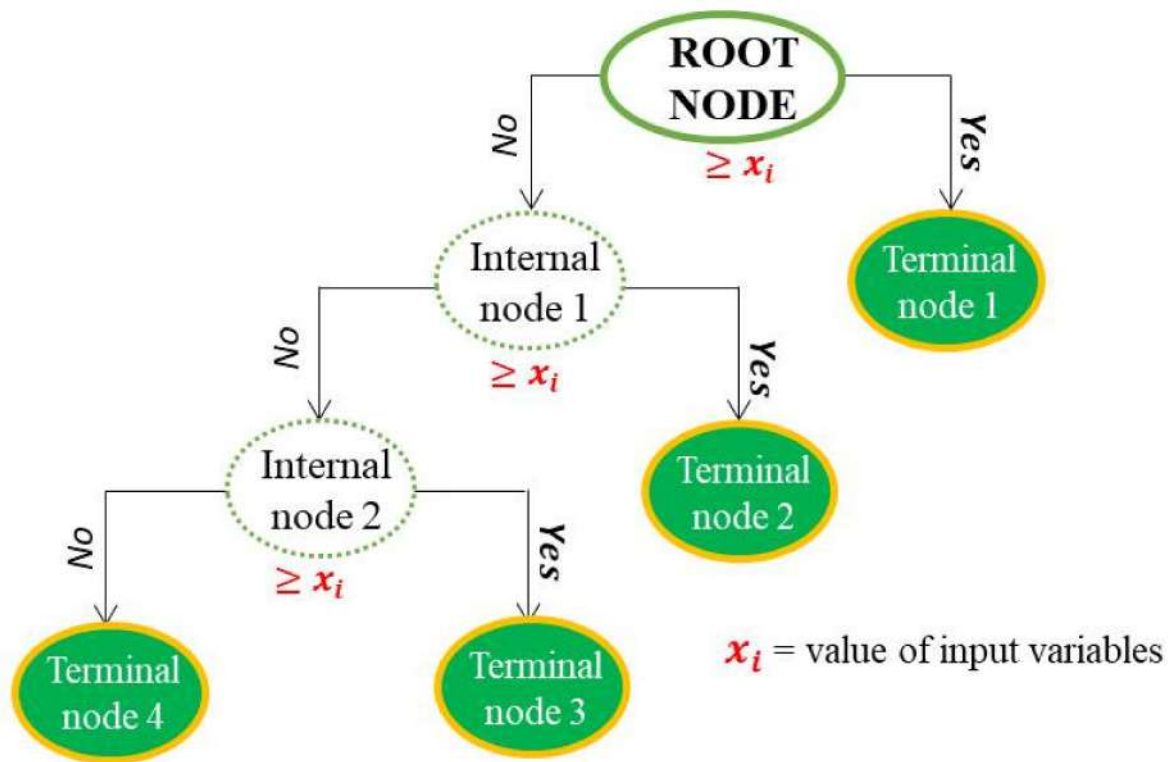 ROOT
NODE
≥ xᵢ
No
Yes
Internal
node 1
≥ xᵢ
Terminal
node 1
No
Yes
Internal
node 2
≥ xᵢ
Terminal
node 2
No
Yes
Terminal
node 4
Terminal
node 3
xᵢ = value of input variables